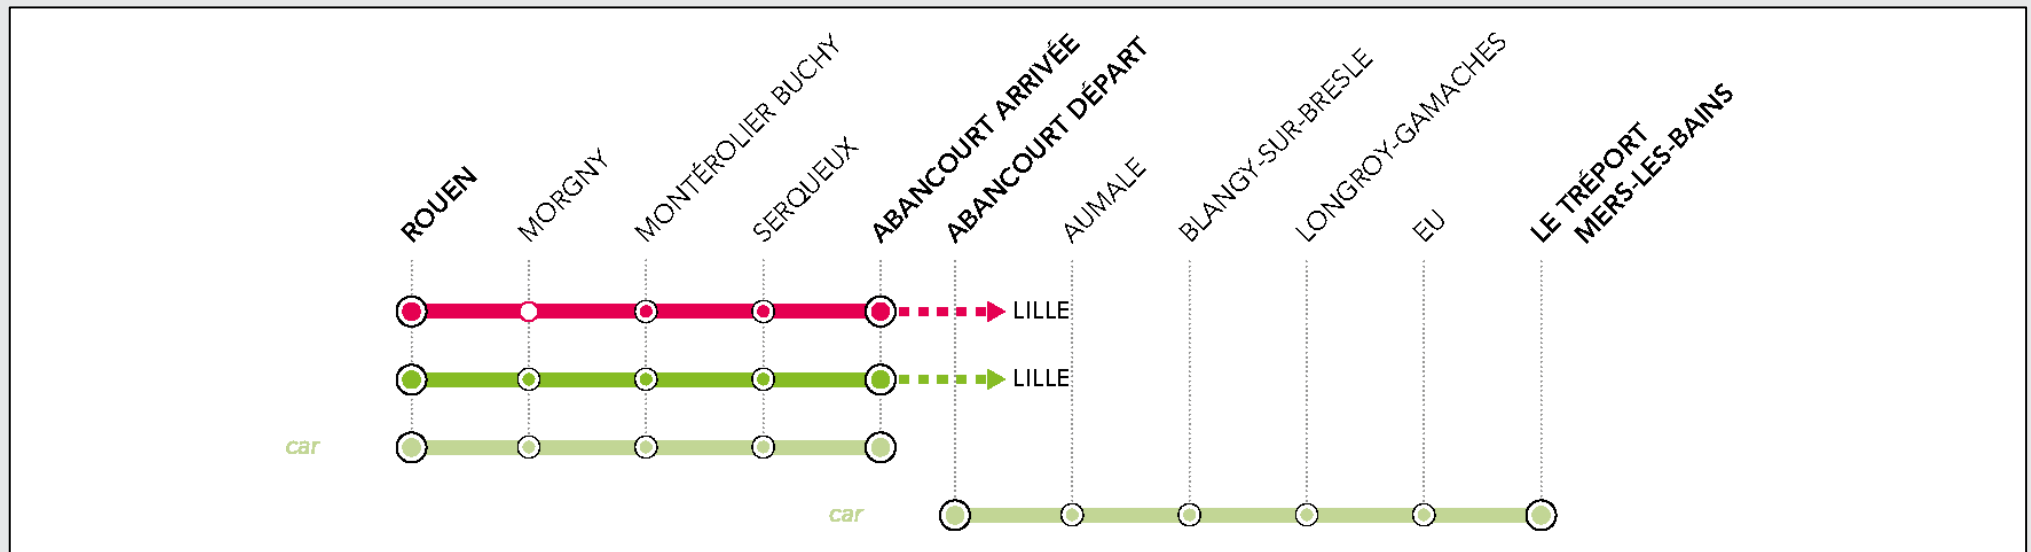 ROUEN
MORGNY
MONTÉROLIER BUCHY
SERQUEUX
ABANCOURT ARRIVÉE
ABANCOURT DÉPART
AUMALE
BLANGY-SUR-BRESLE
LONGROY-GAMACHES
EU
LE TRÉPORT
MERS-LES-BAINS
LILLE
LILLE
car
car